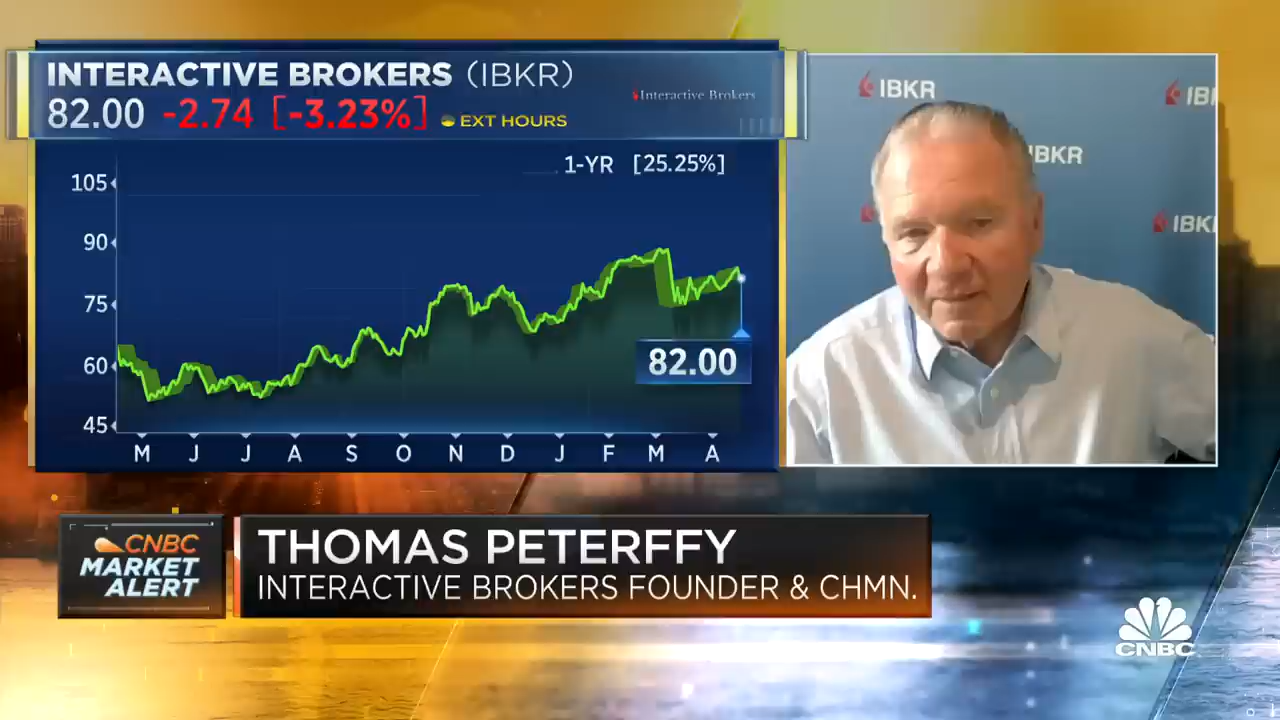 INTERACTIVE BROKERS (IBKR)
82.00 -2.74 [-3.23%] EXT HOURS
Interactive Brokers
1-YR [25.25%]
105
90
75
60
45
82.00
M J J A S O N D J F M A
IBKR
IBKR
IBKR
IBKR
CNBC
MARKET
ALERT
THOMAS PETERFFY
INTERACTIVE BROKERS FOUNDER & CHMN.
CNBC